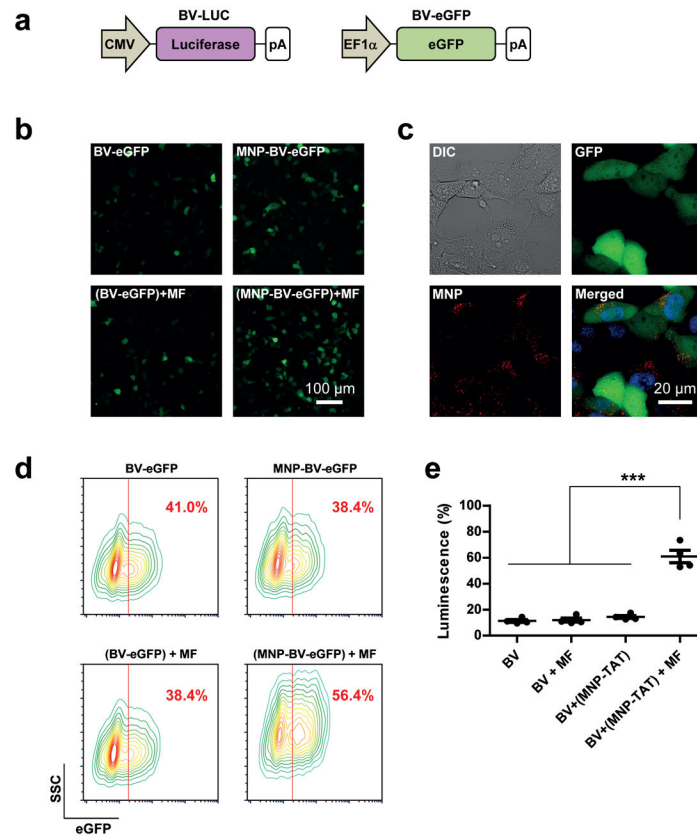 a
BV-LUC
CMV
Luciferase
pA
BV-eGFP
EF1α
eGFP
pA
b
BV-eGFP
MNP-BV-eGFP
(BV-eGFP)+MF
(MNP-BV-eGFP)+MF
100 µm
c
DIC
GFP
MNP
Merged
20 µm
d
BV-eGFP
41.0%
MNP-BV-eGFP
38.4%
(BV-eGFP) + MF
38.4%
(MNP-BV-eGFP) + MF
56.4%
SSC
eGFP
e
***
Luminescence (%)
100
80
60
40
20
0
BV
BV + MF
BV+(MNP-TAT)
BV+(MNP-TAT) + MF